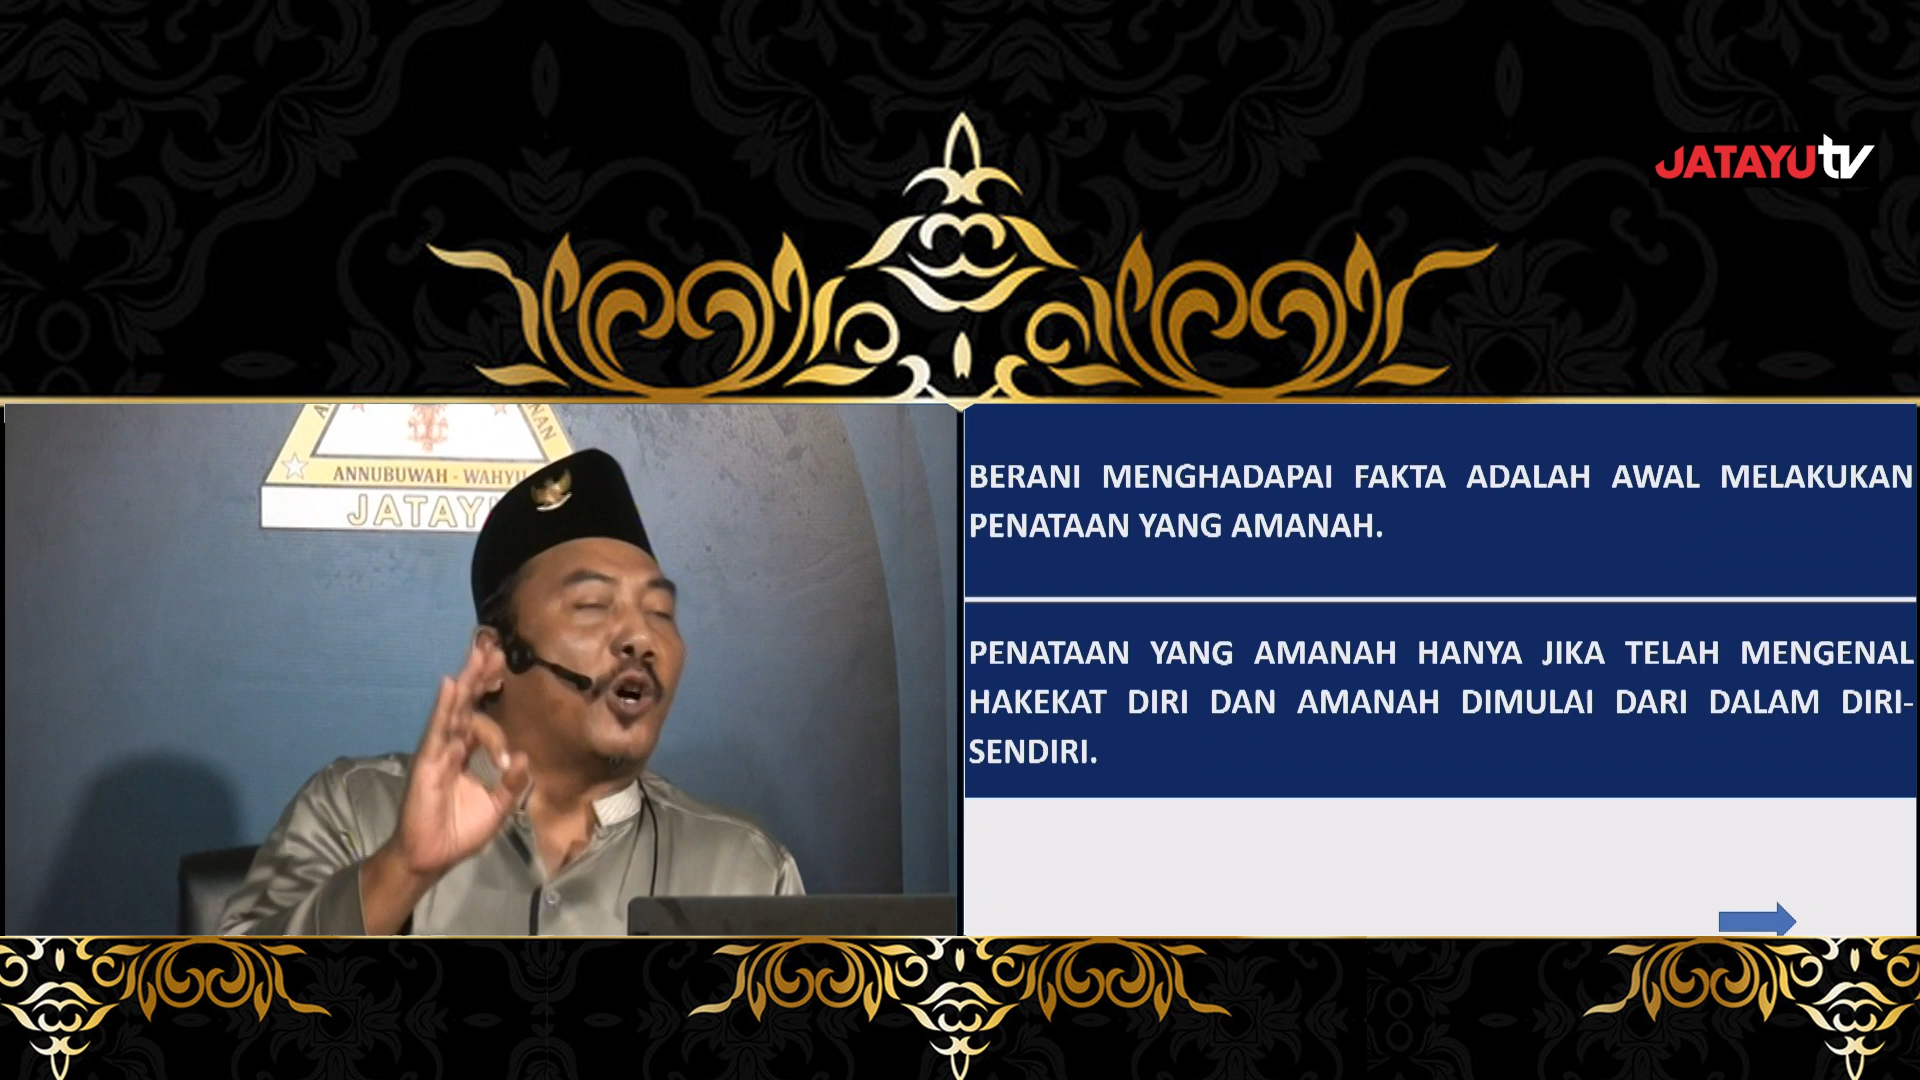 JATAYUtv
ANNUBUWAH - WAHYU
BERANI MENGHADAPAI FAKTA ADALAH AWAL MELAKUKAN
PENATAAN YANG AMANAH.
PENATAAN YANG AMANAH HANYA JIKA TELAH MENGENAL
HAKEKAT DIRI DAN AMANAH DIMULAI DARI DALAM DIRI-
SENDIRI.